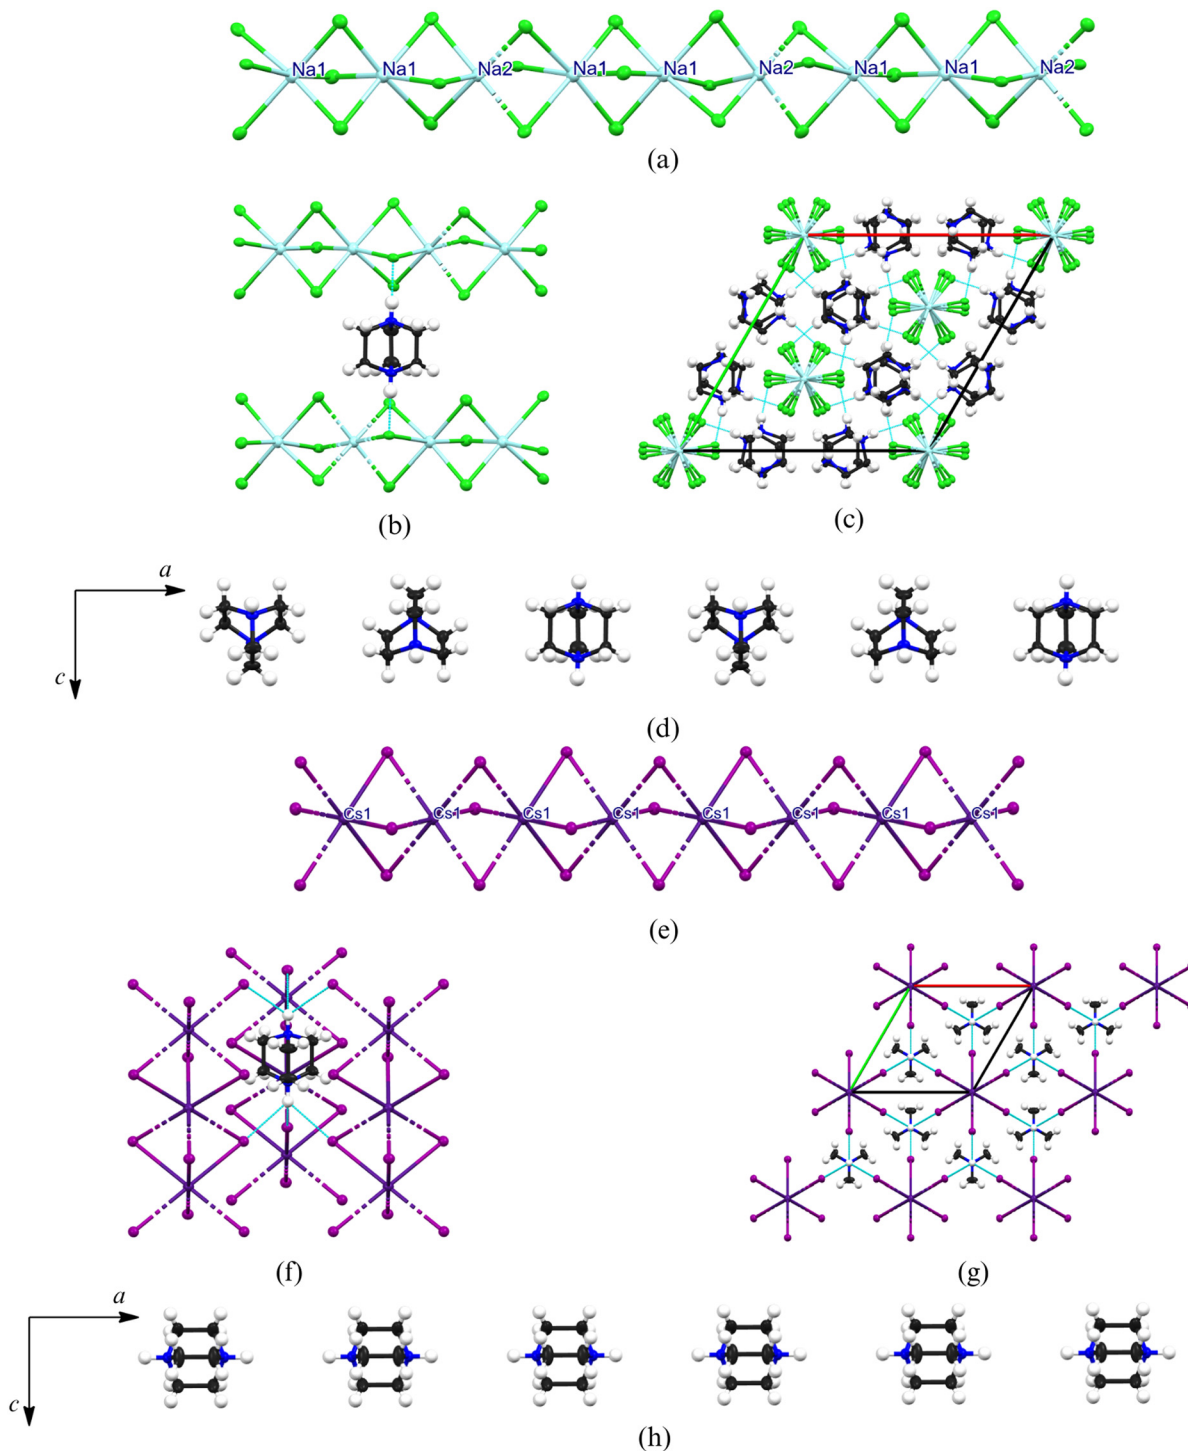 Na1 Na1 Na2 Na1 Na1 Na2 Na1 Na1 Na2
(a)
(b)
(c)
a
c
(d)
Cs1 Cs1 Cs1 Cs1 Cs1 Cs1 Cs1 Cs1
(e)
(f)
(g)
a
c
(h)